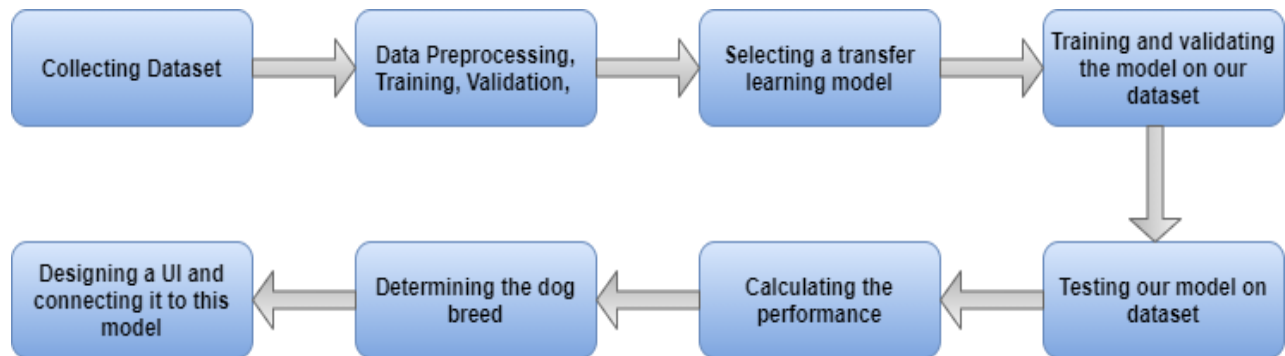 Collecting Dataset
Data Preprocessing,
Training, Validation,
Selecting a transfer
learning model
Training and validating
the model on our
dataset
Testing our model on
dataset
Calculating the
performance
Determining the dog
breed
Designing a UI and
connecting it to this
model